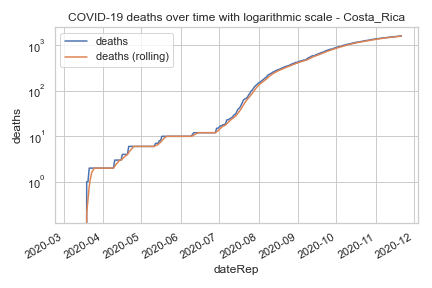 COVID-19 deaths over time with logarithmic scale - Costa_Rica
deaths
deaths (rolling)
10³
10²
10¹
10⁰
deaths
2020-03
2020-04
2020-05
2020-06
2020-07
2020-08
2020-09
2020-10
2020-11
2020-12
dateRep